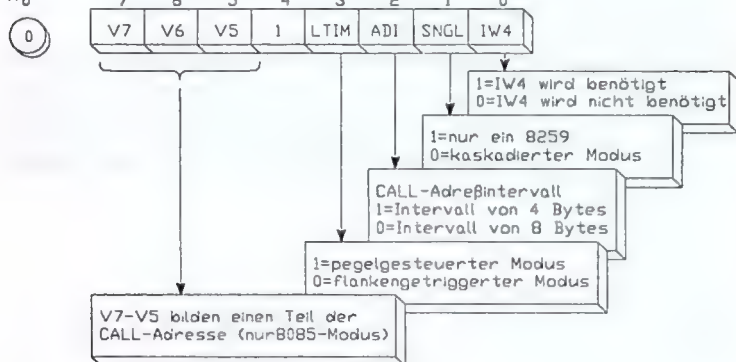 7 6 5 4 3 2 1 0
0
V7 V6 V5 1 LTIM ADI SNGL IW4
1=IW4 wird benötigt
0=IW4 wird nicht benötigt
1=nur ein 8259
0=kaskadierter Modus
CALL-Adreßintervall
1=Intervall von 4 Bytes
0=Intervall von 8 Bytes
1=pegelgesteuerter Modus
0=flankengetriggerter Modus
V7-V5 bilden einen Teil der
CALL-Adresse (nur8085-Modus)